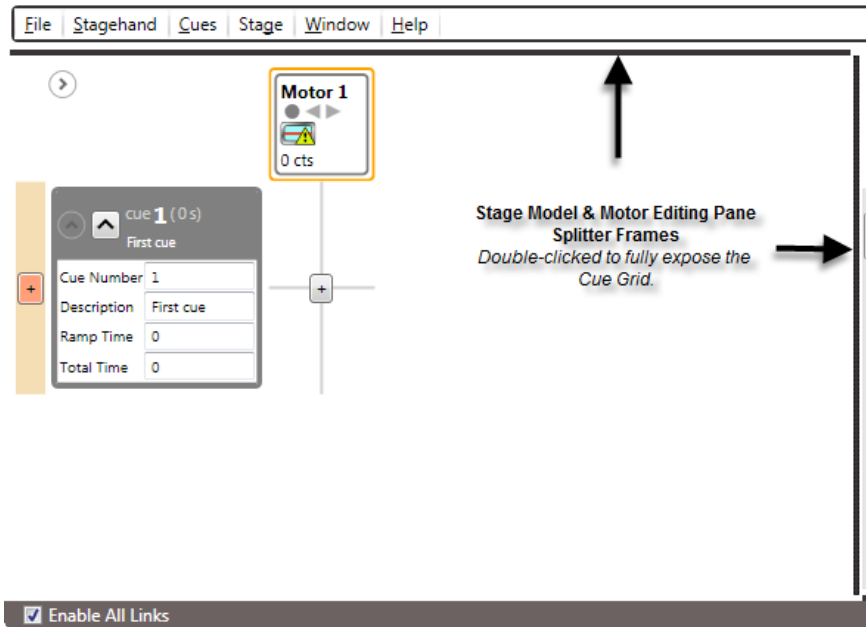 File Stagehand Cues Stage Window Help
Motor 1
0 cts
cue 1 (0 s)
First cue
Cue Number 1
Description First cue
Ramp Time 0
Total Time 0
+
+
Stage Model & Motor Editing Pane
Splitter Frames
Double-clicked to fully expose the
Cue Grid.
Enable All Links